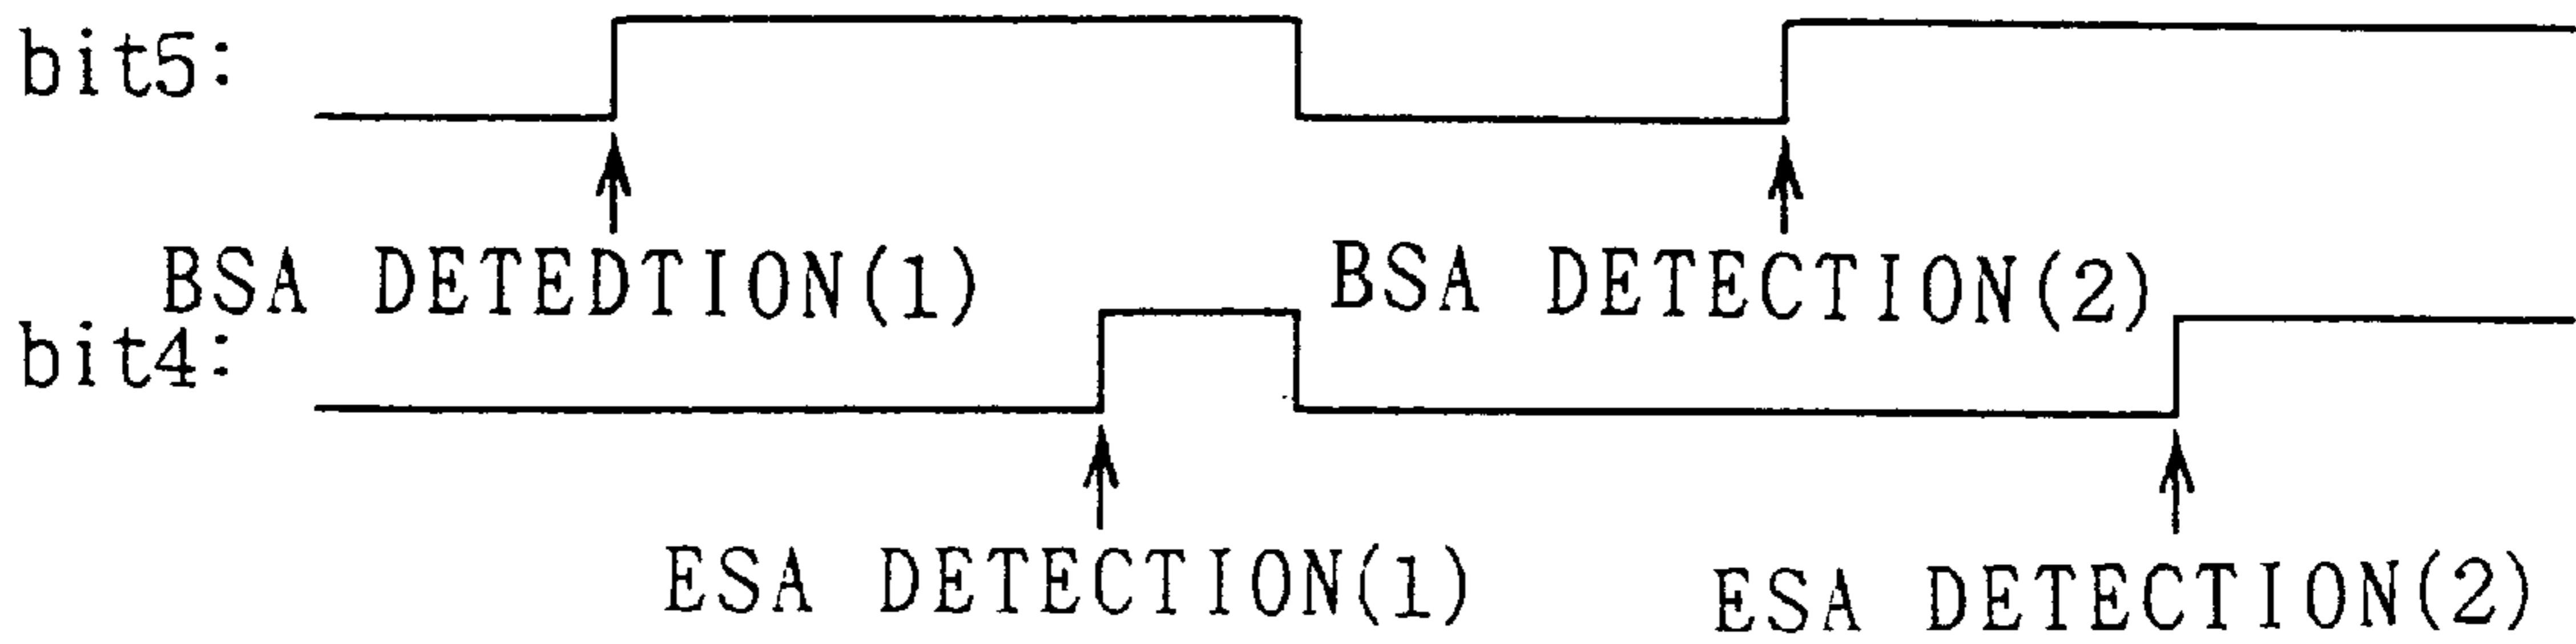 bit5:
BSA DETEDTION(1) BSA DETECTION(2)
bit4:
ESA DETECTION(1) ESA DETECTION(2)